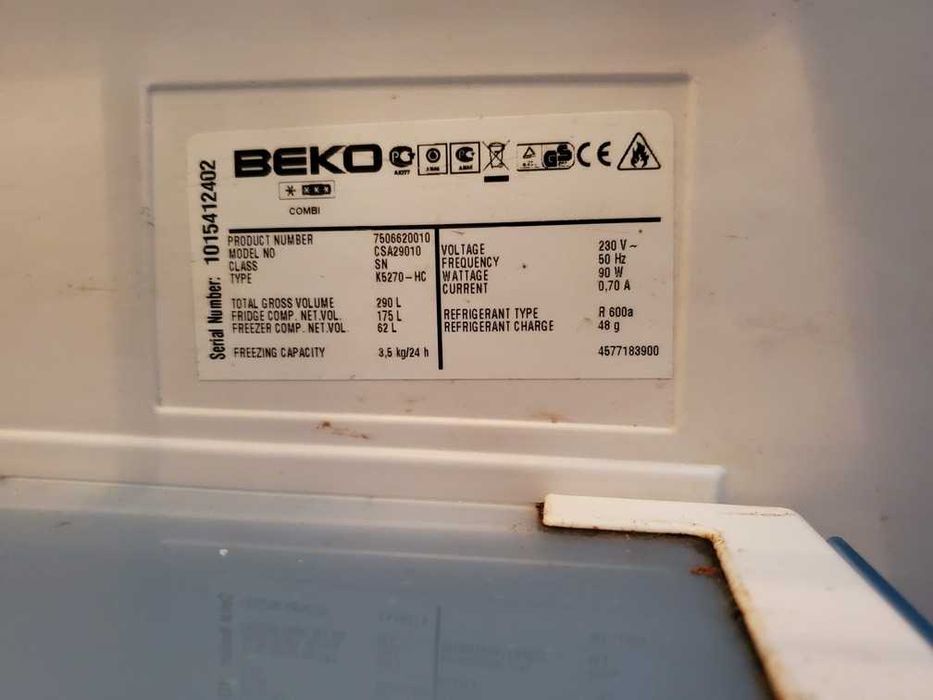 Serial Number: 1015412402
BEKO
COMBI
PRODUCT NUMBER 7506620010
MODEL NO CSA29010
CLASS SN
TYPE K5270-HC
TOTAL GROSS VOLUME 290 L
FRIDGE COMP. NET.VOL. 175 L
FREEZER COMP. NET.VOL 62 L
FREEZING CAPACITY 3,5 kg/24 h
VOLTAGE 230 V~
FREQUENCY 50 Hz
WATTAGE 90 W
CURRENT 0,70 A
REFRIGERANT TYPE R 600a
REFRIGERANT CHARGE 48 g
4577183900